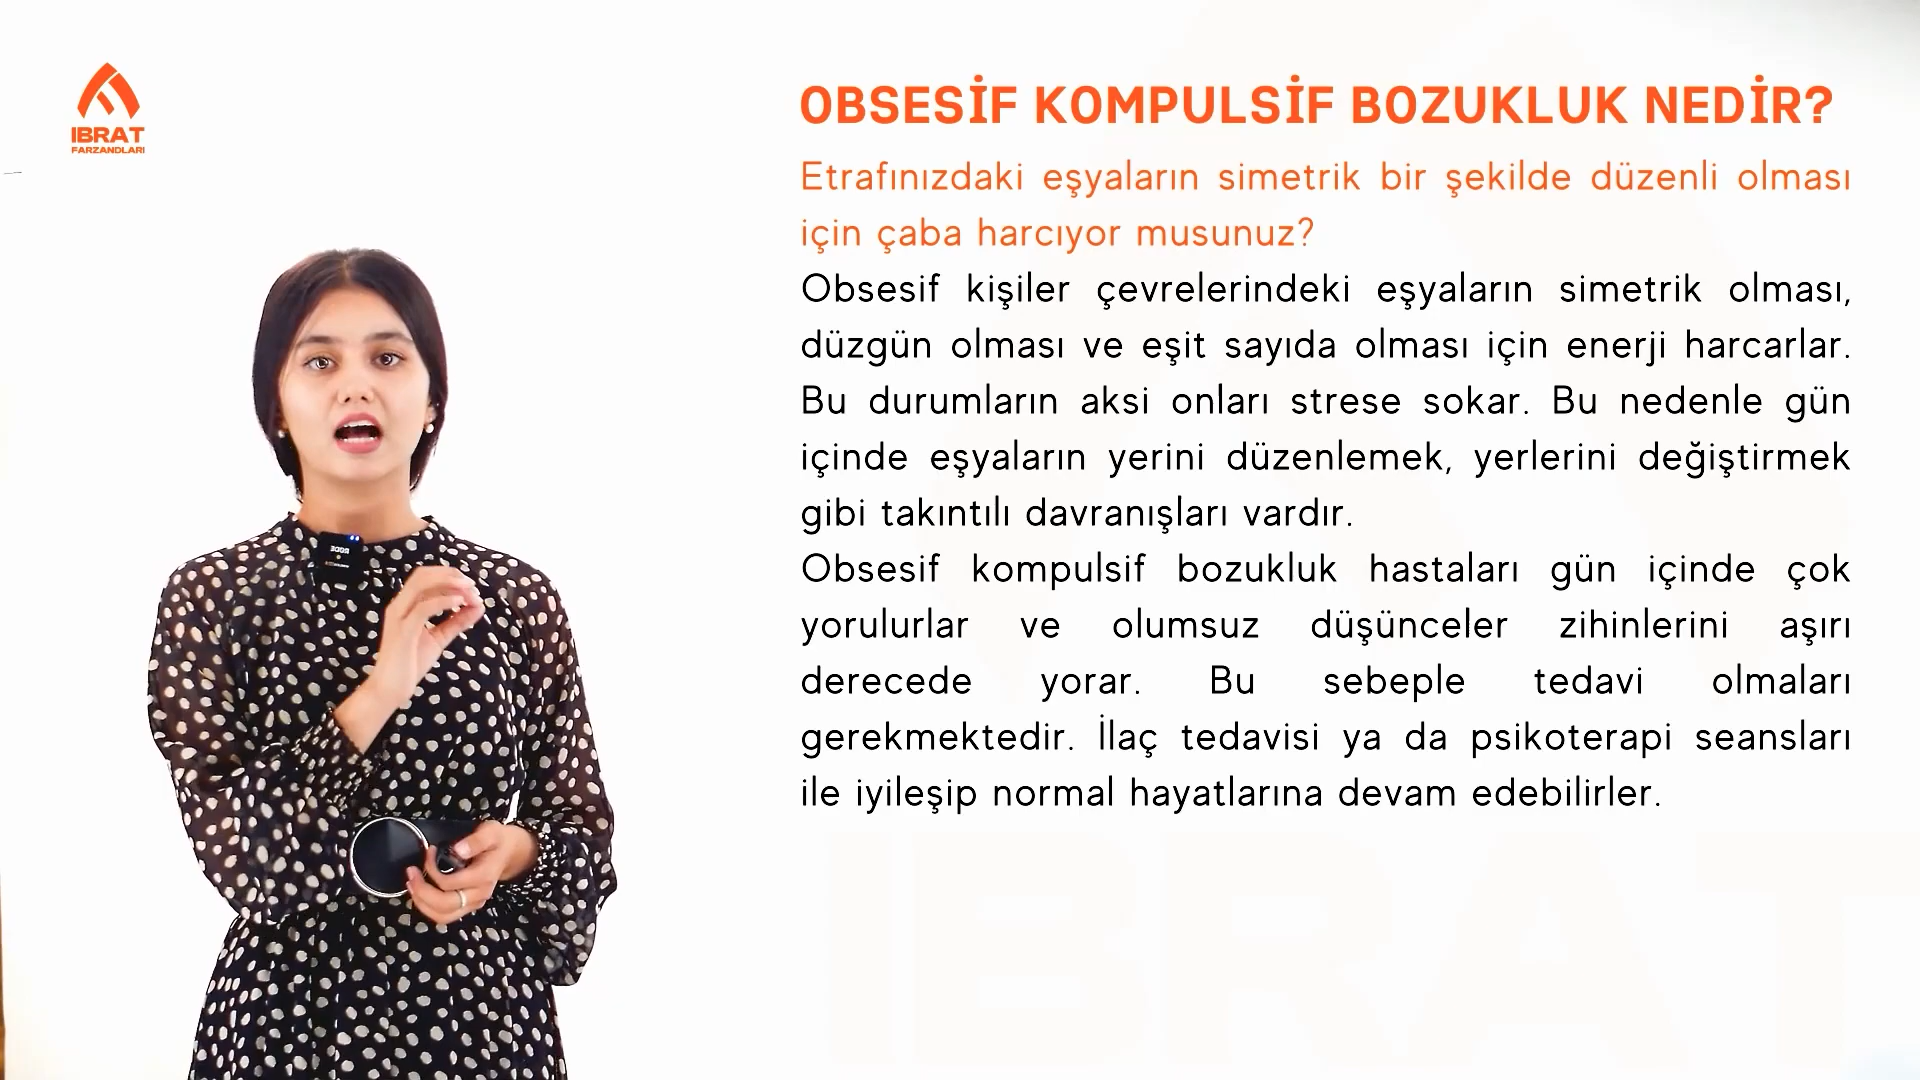 IBRAT
FARZANDLARI
OBSESİF KOMPULSİF BOZUKLUK NEDİR?
Etrafınızdaki eşyaların simetrik bir şekilde düzenli olması
için çaba harcıyor musunuz?
Obsesif kişiler çevrelerindeki eşyaların simetrik olması,
düzgün olması ve eşit sayıda olması için enerji harcarlar.
Bu durumların aksi onları strese sokar. Bu nedenle gün
içinde eşyaların yerini düzenlemek, yerlerini değiştirmek
gibi takıntılı davranışları vardır.
Obsesif kompulsif bozukluk hastaları gün içinde çok
yorulurlar ve olumsuz düşünceler zihinlerini aşırı
derecede yorar. Bu sebeple tedavi olmaları
gerekmektedir. İlaç tedavisi ya da psikoterapi seansları
ile iyileşip normal hayatlarına devam edebilirler.
IBRAT